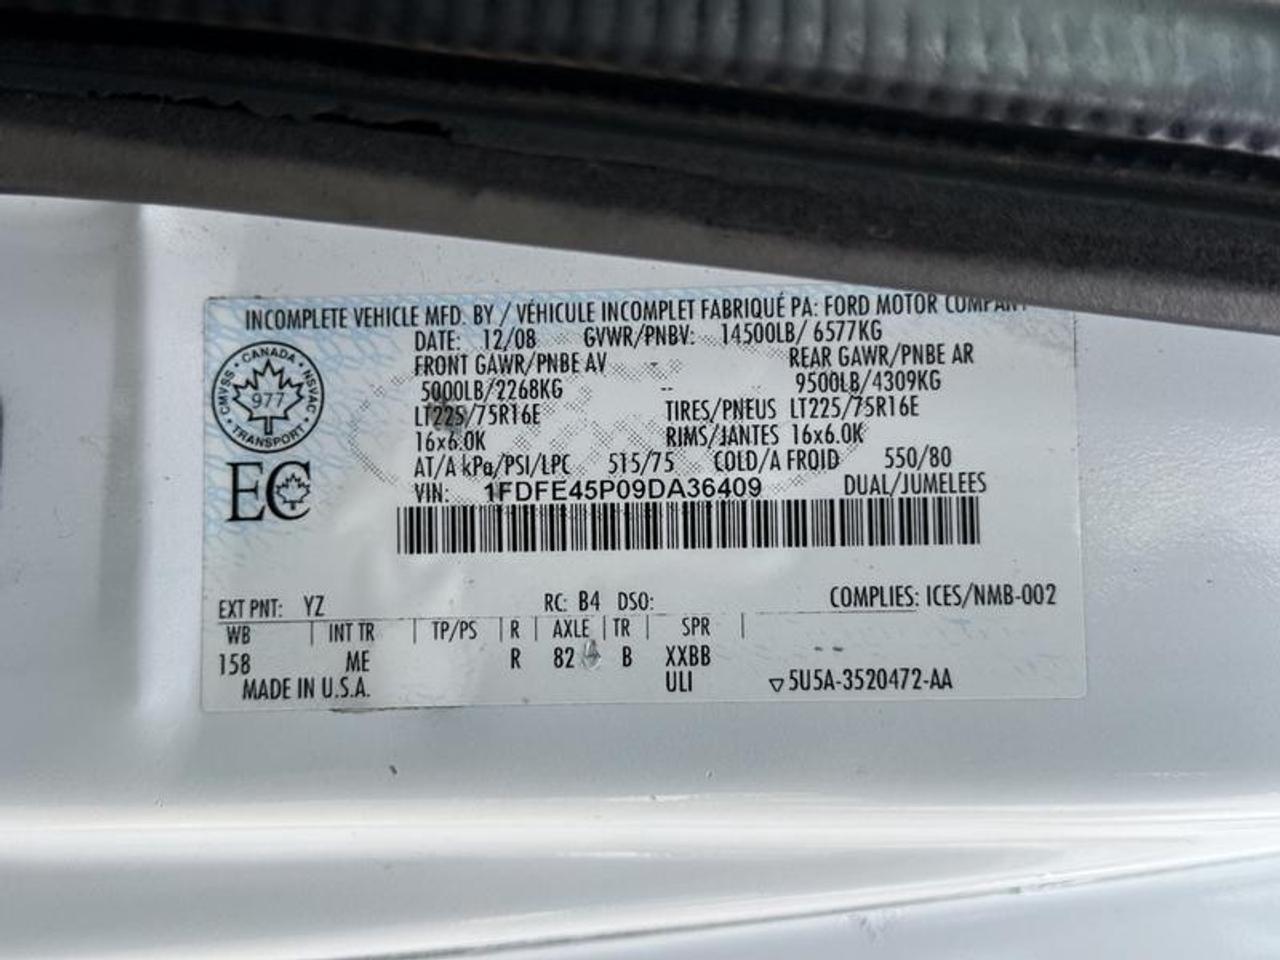 INCOMPLETE VEHICLE MFD. BY / VÉHICULE INCOMPLET FABRIQUÉ PA: FORD MOTOR COMPANY
DATE: 12/08 GVWR/PNBV: 14500LB/ 6577KG
FRONT GAWR/PNBE AV -- REAR GAWR/PNBE AR
5000LB/2268KG -- 9500LB/4309KG
LT225/75R16E TIRES/PNEUS LT225/75R16E
16x6.0K RIMS/JANTES 16x6.0K
AT/A kPa/PSI/LPC 515/75 COLD/A FROID 550/80
VIN: 1FDFE45P09DA36409 DUAL/JUMELEES
CANADA
CMVSS NSVAC
977
TRANSPORT
EC
EXT PNT: YZ RC: B4 DSO: COMPLIES: ICES/NMB-002
WB | INT TR | TP/PS | R | AXLE | TR | SPR |
158 ME R 82 B XXBB --
MADE IN U.S.A. ULI ▽5U5A-3520472-AA